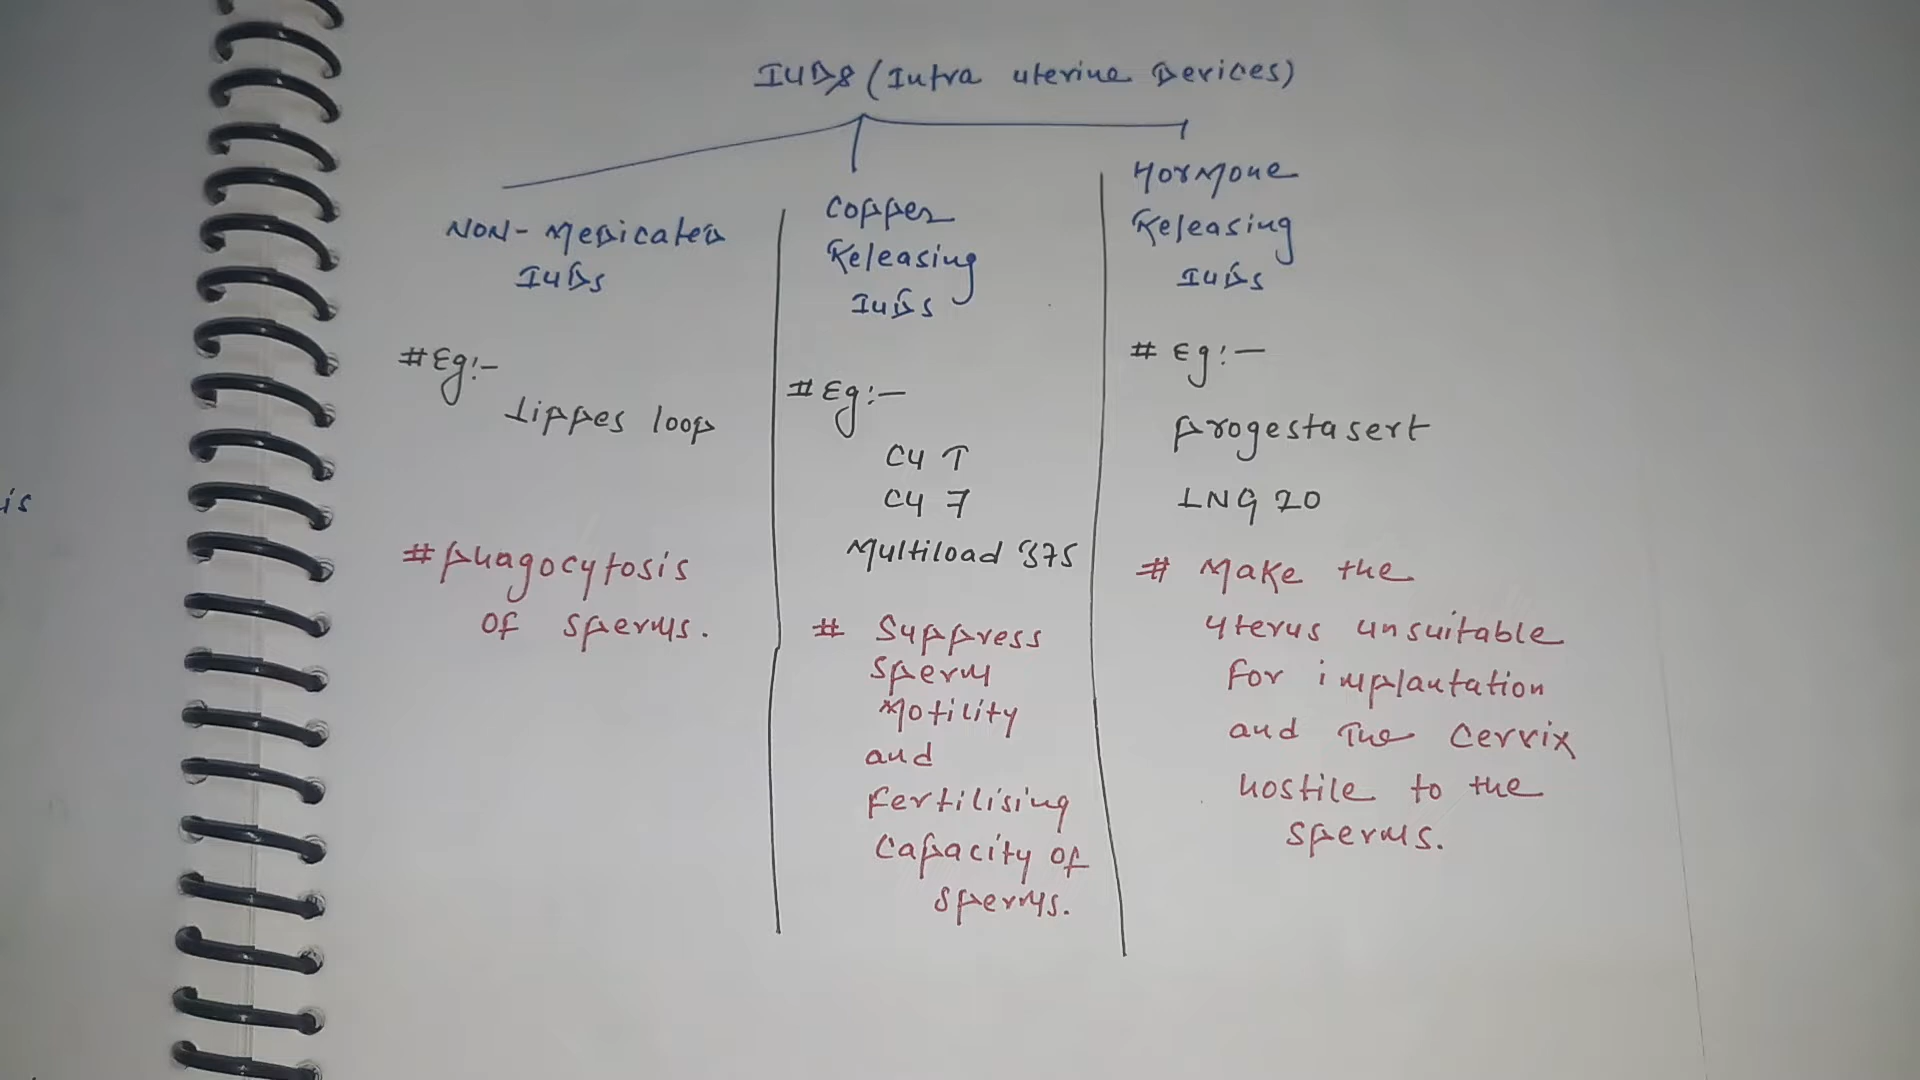 IUDs (Intra uterine Devices)
NON-Medicated
IUDs
#Eg:-
Lippes loop
#phagocytosis
of sperms.
Copper
Releasing
IUDs
#Eg:-
Cu T
Cu 7
Multiload 375
# Suppress
sperm
Motility
and
Fertilising
Capacity of
sperms.
Hormone
Releasing
IUDs
# Eg:-
progestasert
LNG 20
# Make the
uterus unsuitable
for implantation
and The Cervix
hostile to the
sperms.
is